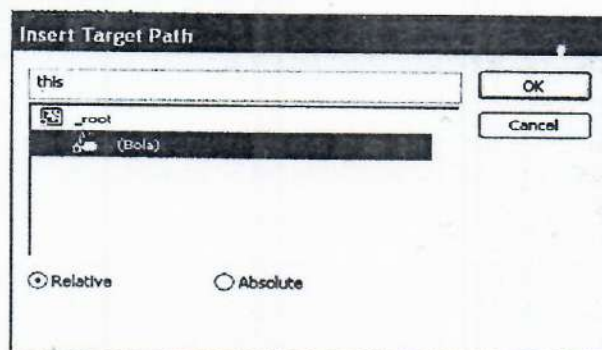 Insert Target Path
this
OK
_root
Cancel
(Bola)
Relative
Absolute